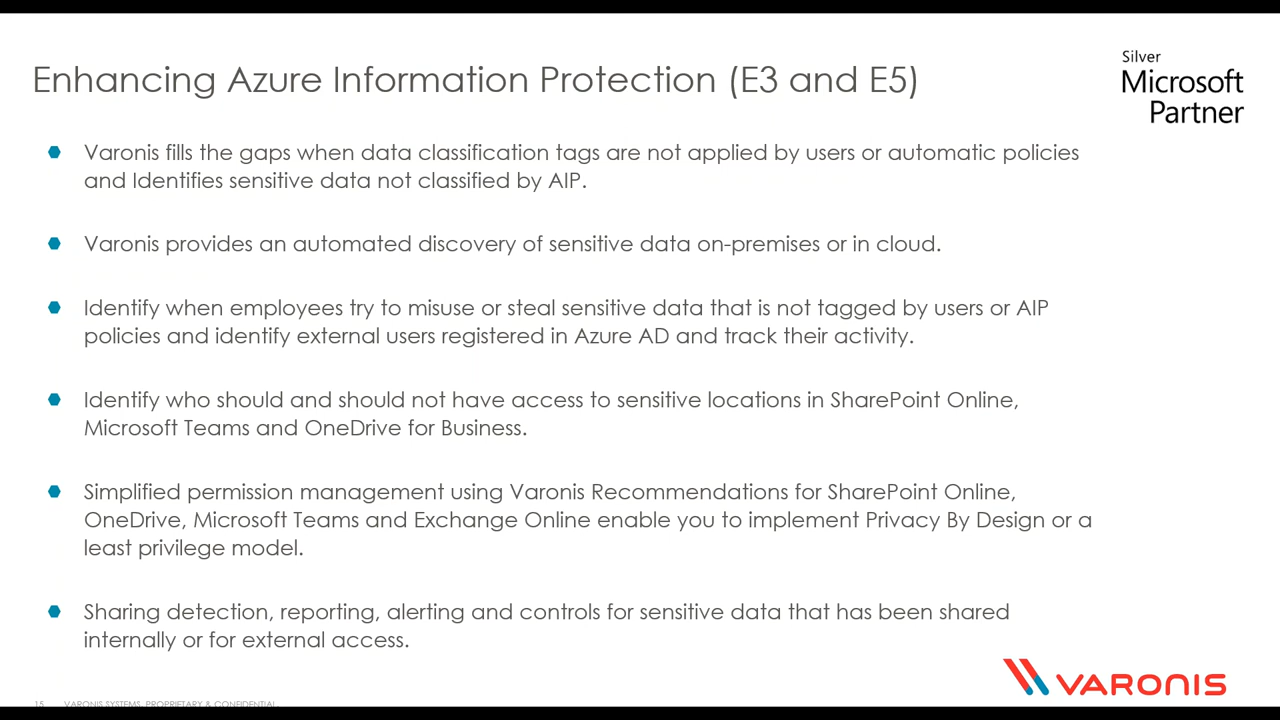 Enhancing Azure Information Protection (E3 and E5)
Silver
Microsoft
Partner
Varonis fills the gaps when data classification tags are not applied by users or automatic policies
and Identifies sensitive data not classified by AIP.
Varonis provides an automated discovery of sensitive data on-premises or in cloud.
Identify when employees try to misuse or steal sensitive data that is not tagged by users or AIP
policies and identify external users registered in Azure AD and track their activity.
Identify who should and should not have access to sensitive locations in SharePoint Online,
Microsoft Teams and OneDrive for Business.
Simplified permission management using Varonis Recommendations for SharePoint Online,
OneDrive, Microsoft Teams and Exchange Online enable you to implement Privacy By Design or a
least privilege model.
Sharing detection, reporting, alerting and controls for sensitive data that has been shared
internally or for external access.
VARONIS
15 VARONIS SYSTEMS. PROPRIETARY & CONFIDENTIAL